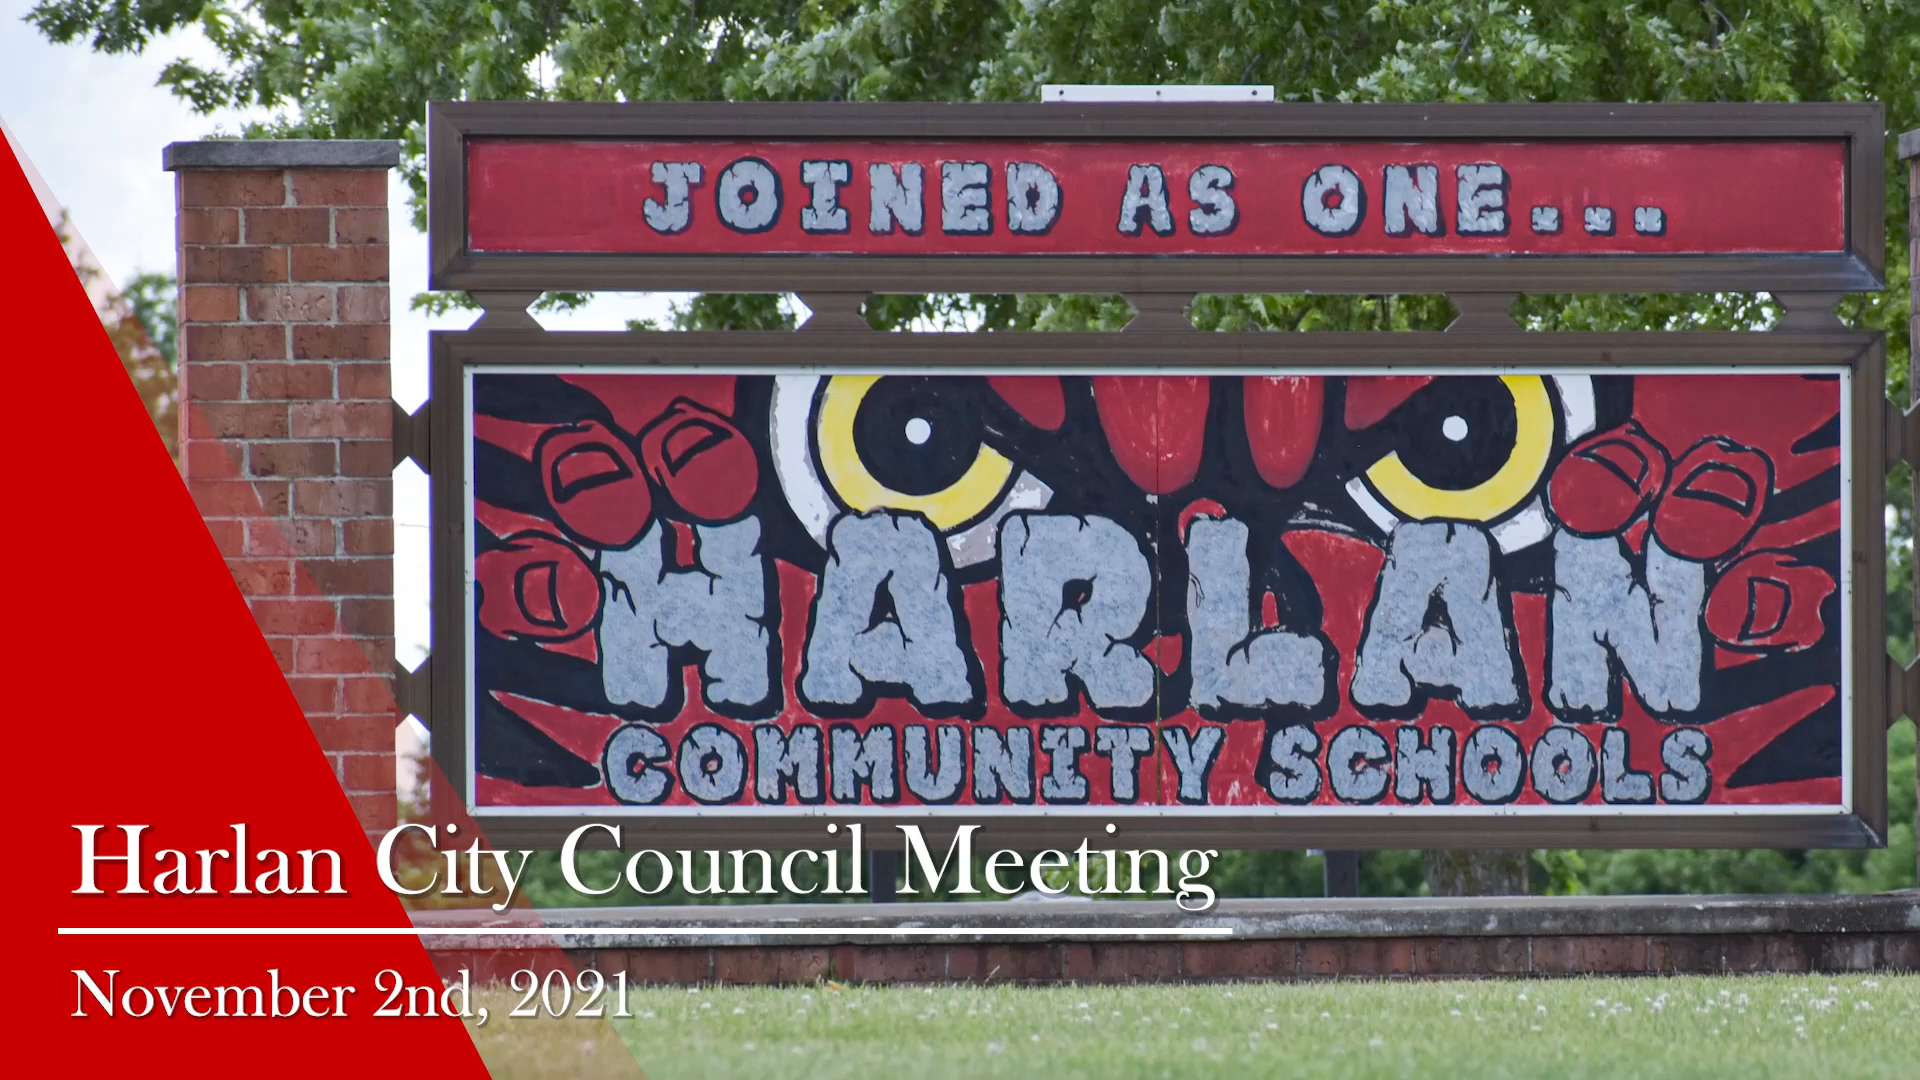 JOINED AS ONE...
HARLAN
COMMUNITY SCHOOLS
Harlan City Council Meeting
November 2nd, 2021